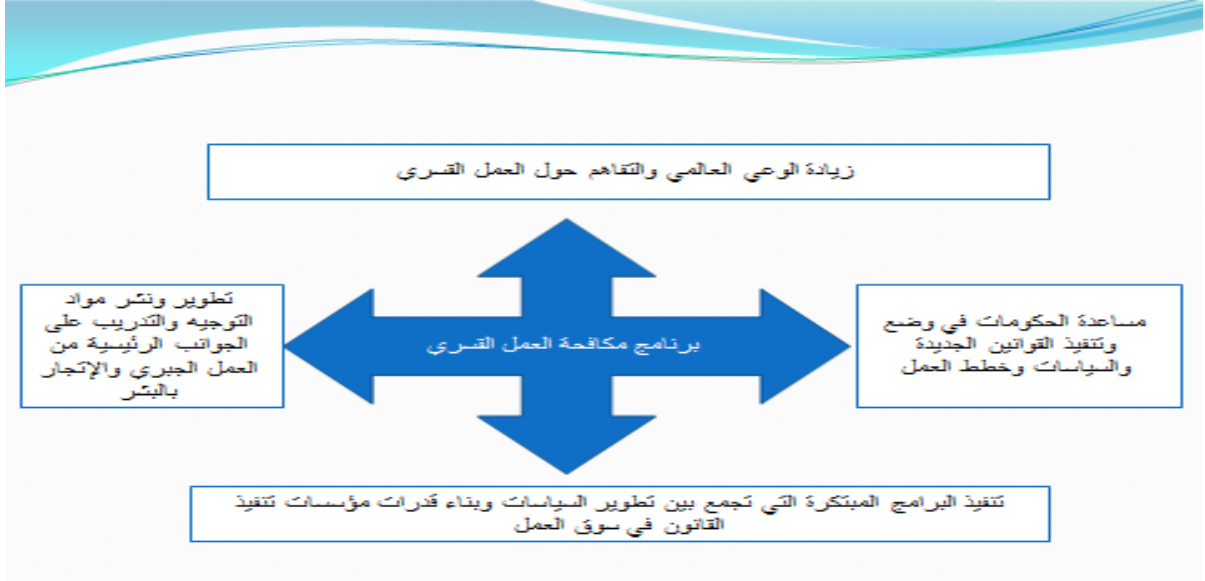 زيادة الوعي العالمي والتفاهم حول العمل القسري
مساعدة الحكومات في وضع
وتنفيذ القوانين الجديدة
والسياسات وخطط العمل
برنامج مكافحة العمل القسري
تطوير ونشر مواد
التوجيه والتدريب على
الجوانب الرئيسية من
العمل الجبري والإتجار
بالبشر
تنفيذ البرامج المبتكرة التي تجمع بين تطوير السياسات وبناء قدرات مؤسسات تنفيذ
القانون في سوق العمل